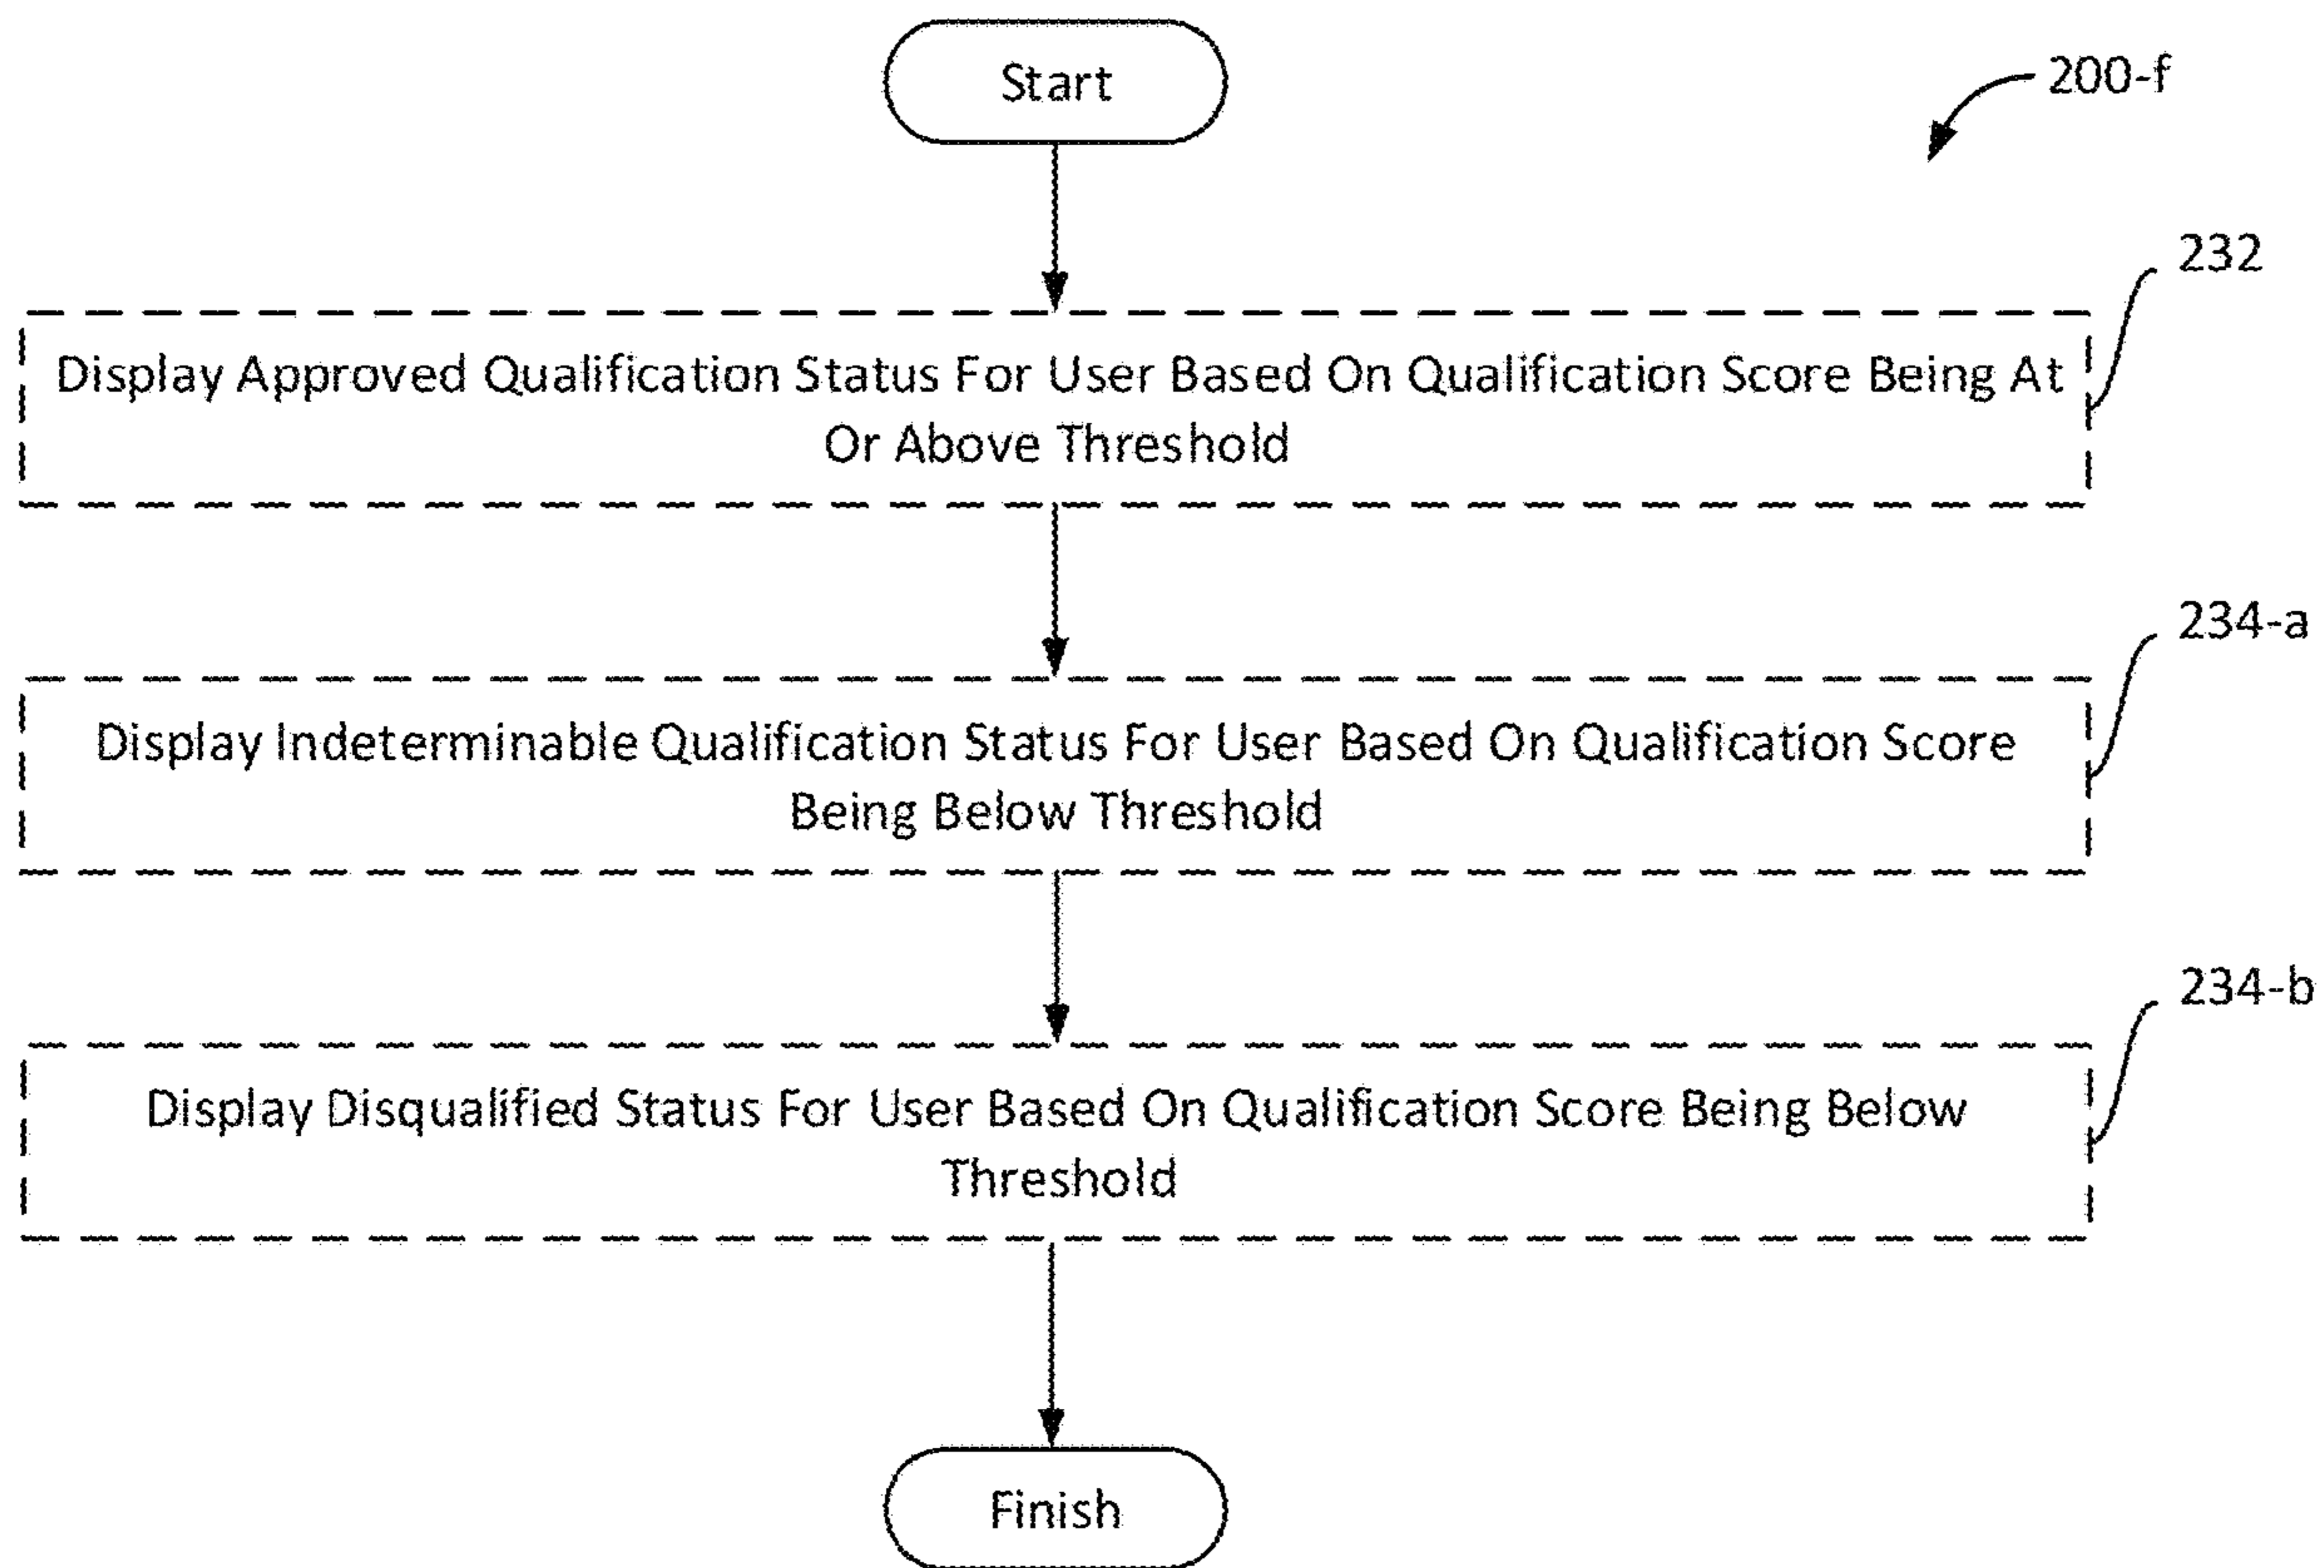 Start
200-f
232
Display Approved Qualification Status For User Based On Qualification Score Being At
Or Above Threshold
234-a
Display Indeterminable Qualification Status For User Based On Qualification Score
Being Below Threshold
234-b
Display Disqualified Status For User Based On Qualification Score Being Below
Threshold
Finish